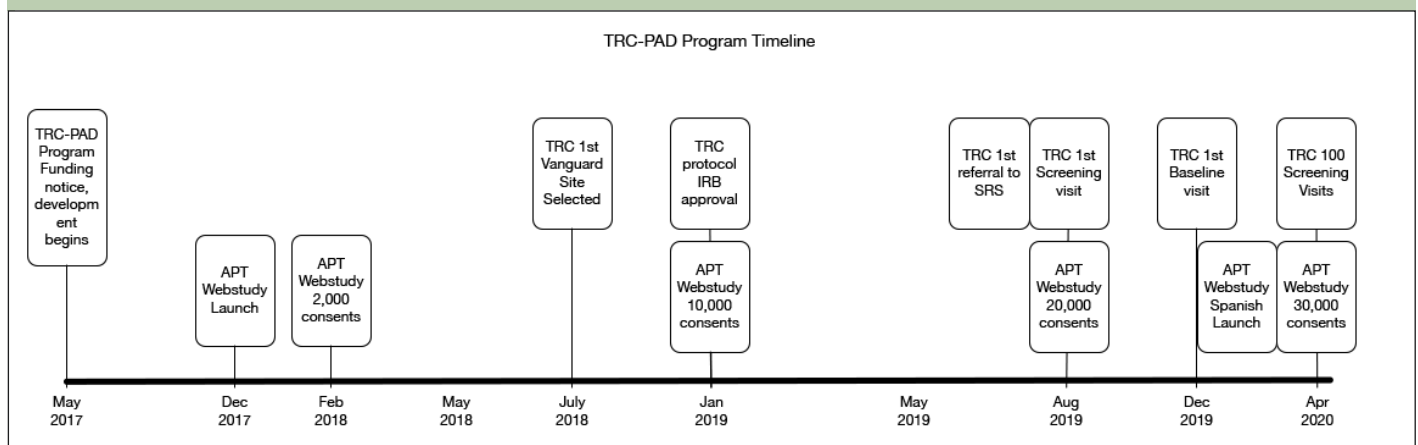 TRC-PAD Program Timeline
TRC-PAD
Program
Funding
notice,
developm
ent
begins
APT
Webstudy
Launch
APT
Webstudy
2,000
consents
TRC 1st
Vanguard
Site
Selected
TRC
protocol
IRB
approval
APT
Webstudy
10,000
consents
TRC 1st
referral to
SRS
TRC 1st
Screening
visit
APT
Webstudy
20,000
consents
TRC 1st
Baseline
visit
APT
Webstudy
Spanish
Launch
TRC 100
Screening
Visits
APT
Webstudy
30,000
consents
May
2017
Dec
2017
Feb
2018
May
2018
July
2018
Jan
2019
May
2019
Aug
2019
Dec
2019
Apr
2020